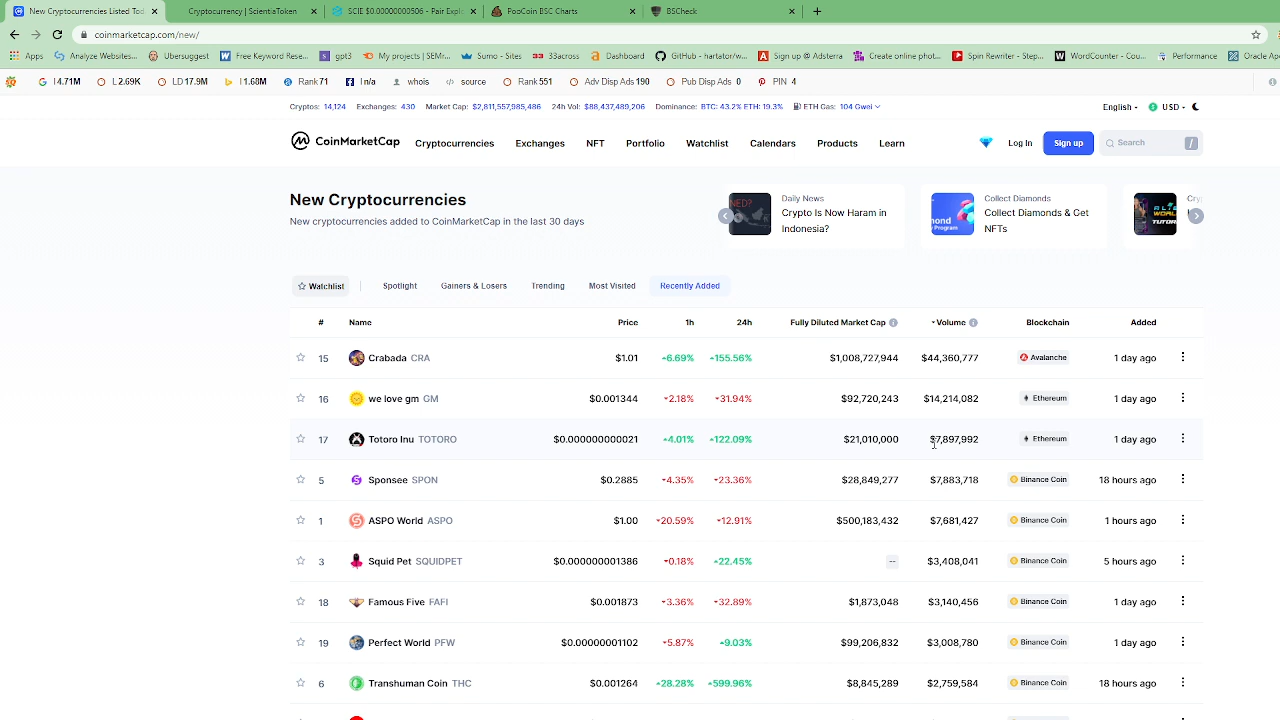 New Cryptocurrencies Listed Tod
Cryptocurrency | ScientiaToken
SCIE $0.00000000506 - Pair Explo
PooCoin BSC Charts
BSCheck
coinmarketcap.com/new/
Apps
Analyze Websites...
Ubersuggest
Free Keyword Rese...
gpt3
My projects | SEMr...
Sumo - Sites
33across
Dashboard
GitHub - hartator/w...
Sign up @Adsterra
Create online phot...
Spin Rewriter - Step...
WordCounter - Cou...
Performance
Oracle Ap
I 4.71M
L 2.69K
LD 17.9M
I 1.60M
Rank 71
I n/a
whois
source
Rank 551
Adv Disp Ads 190
Pub Disp Ads 0
PIN 4
Cryptos: 14,124 Exchanges: 430 Market Cap: $2,811,557,985,486 24h Vol: $88,437,489,206 Dominance: BTC: 43.2% ETH: 19.3% ETH Gas: 104 Gwei
English
USD
CoinMarketCap
Cryptocurrencies
Exchanges
NFT
Portfolio
Watchlist
Calendars
Products
Learn
Log In
Sign up
Search
/
New Cryptocurrencies
New cryptocurrencies added to CoinMarketCap in the last 30 days
Daily News
Crypto Is Now Haram in
Indonesia?
Collect Diamonds
Collect Diamonds & Get
NFTs
Cry
Watchlist
Spotlight
Gainers & Losers
Trending
Most Visited
Recently Added
# Name Price 1h 24h Fully Diluted Market Cap Volume Blockchain Added
15 Crabada CRA $1.01 6.69% 155.56% $1,008,727,944 $44,360,777 Avalanche 1 day ago
16 we love gm GM $0.001344 2.18% 31.94% $92,720,243 $14,214,082 Ethereum 1 day ago
17 Totoro Inu TOTORO $0.000000000021 4.01% 122.09% $21,010,000 $7,897,992 Ethereum 1 day ago
5 Sponsee SPON $0.2885 4.35% 23.36% $28,849,277 $7,883,718 Binance Coin 18 hours ago
1 ASPO World ASPO $1.00 20.59% 12.91% $500,183,432 $7,681,427 Binance Coin 1 hours ago
3 Squid Pet SQUIDPET $0.000000001386 0.18% 22.45% -- $3,408,041 Binance Coin 5 hours ago
18 Famous Five FAFI $0.001873 3.36% 32.89% $1,873,048 $3,140,456 Binance Coin 1 day ago
19 Perfect World PFW $0.00000001102 5.87% 9.03% $99,206,832 $3,008,780 Binance Coin 1 day ago
6 Transhuman Coin THC $0.001264 28.28% 599.96% $8,845,289 $2,759,584 Binance Coin 18 hours ago